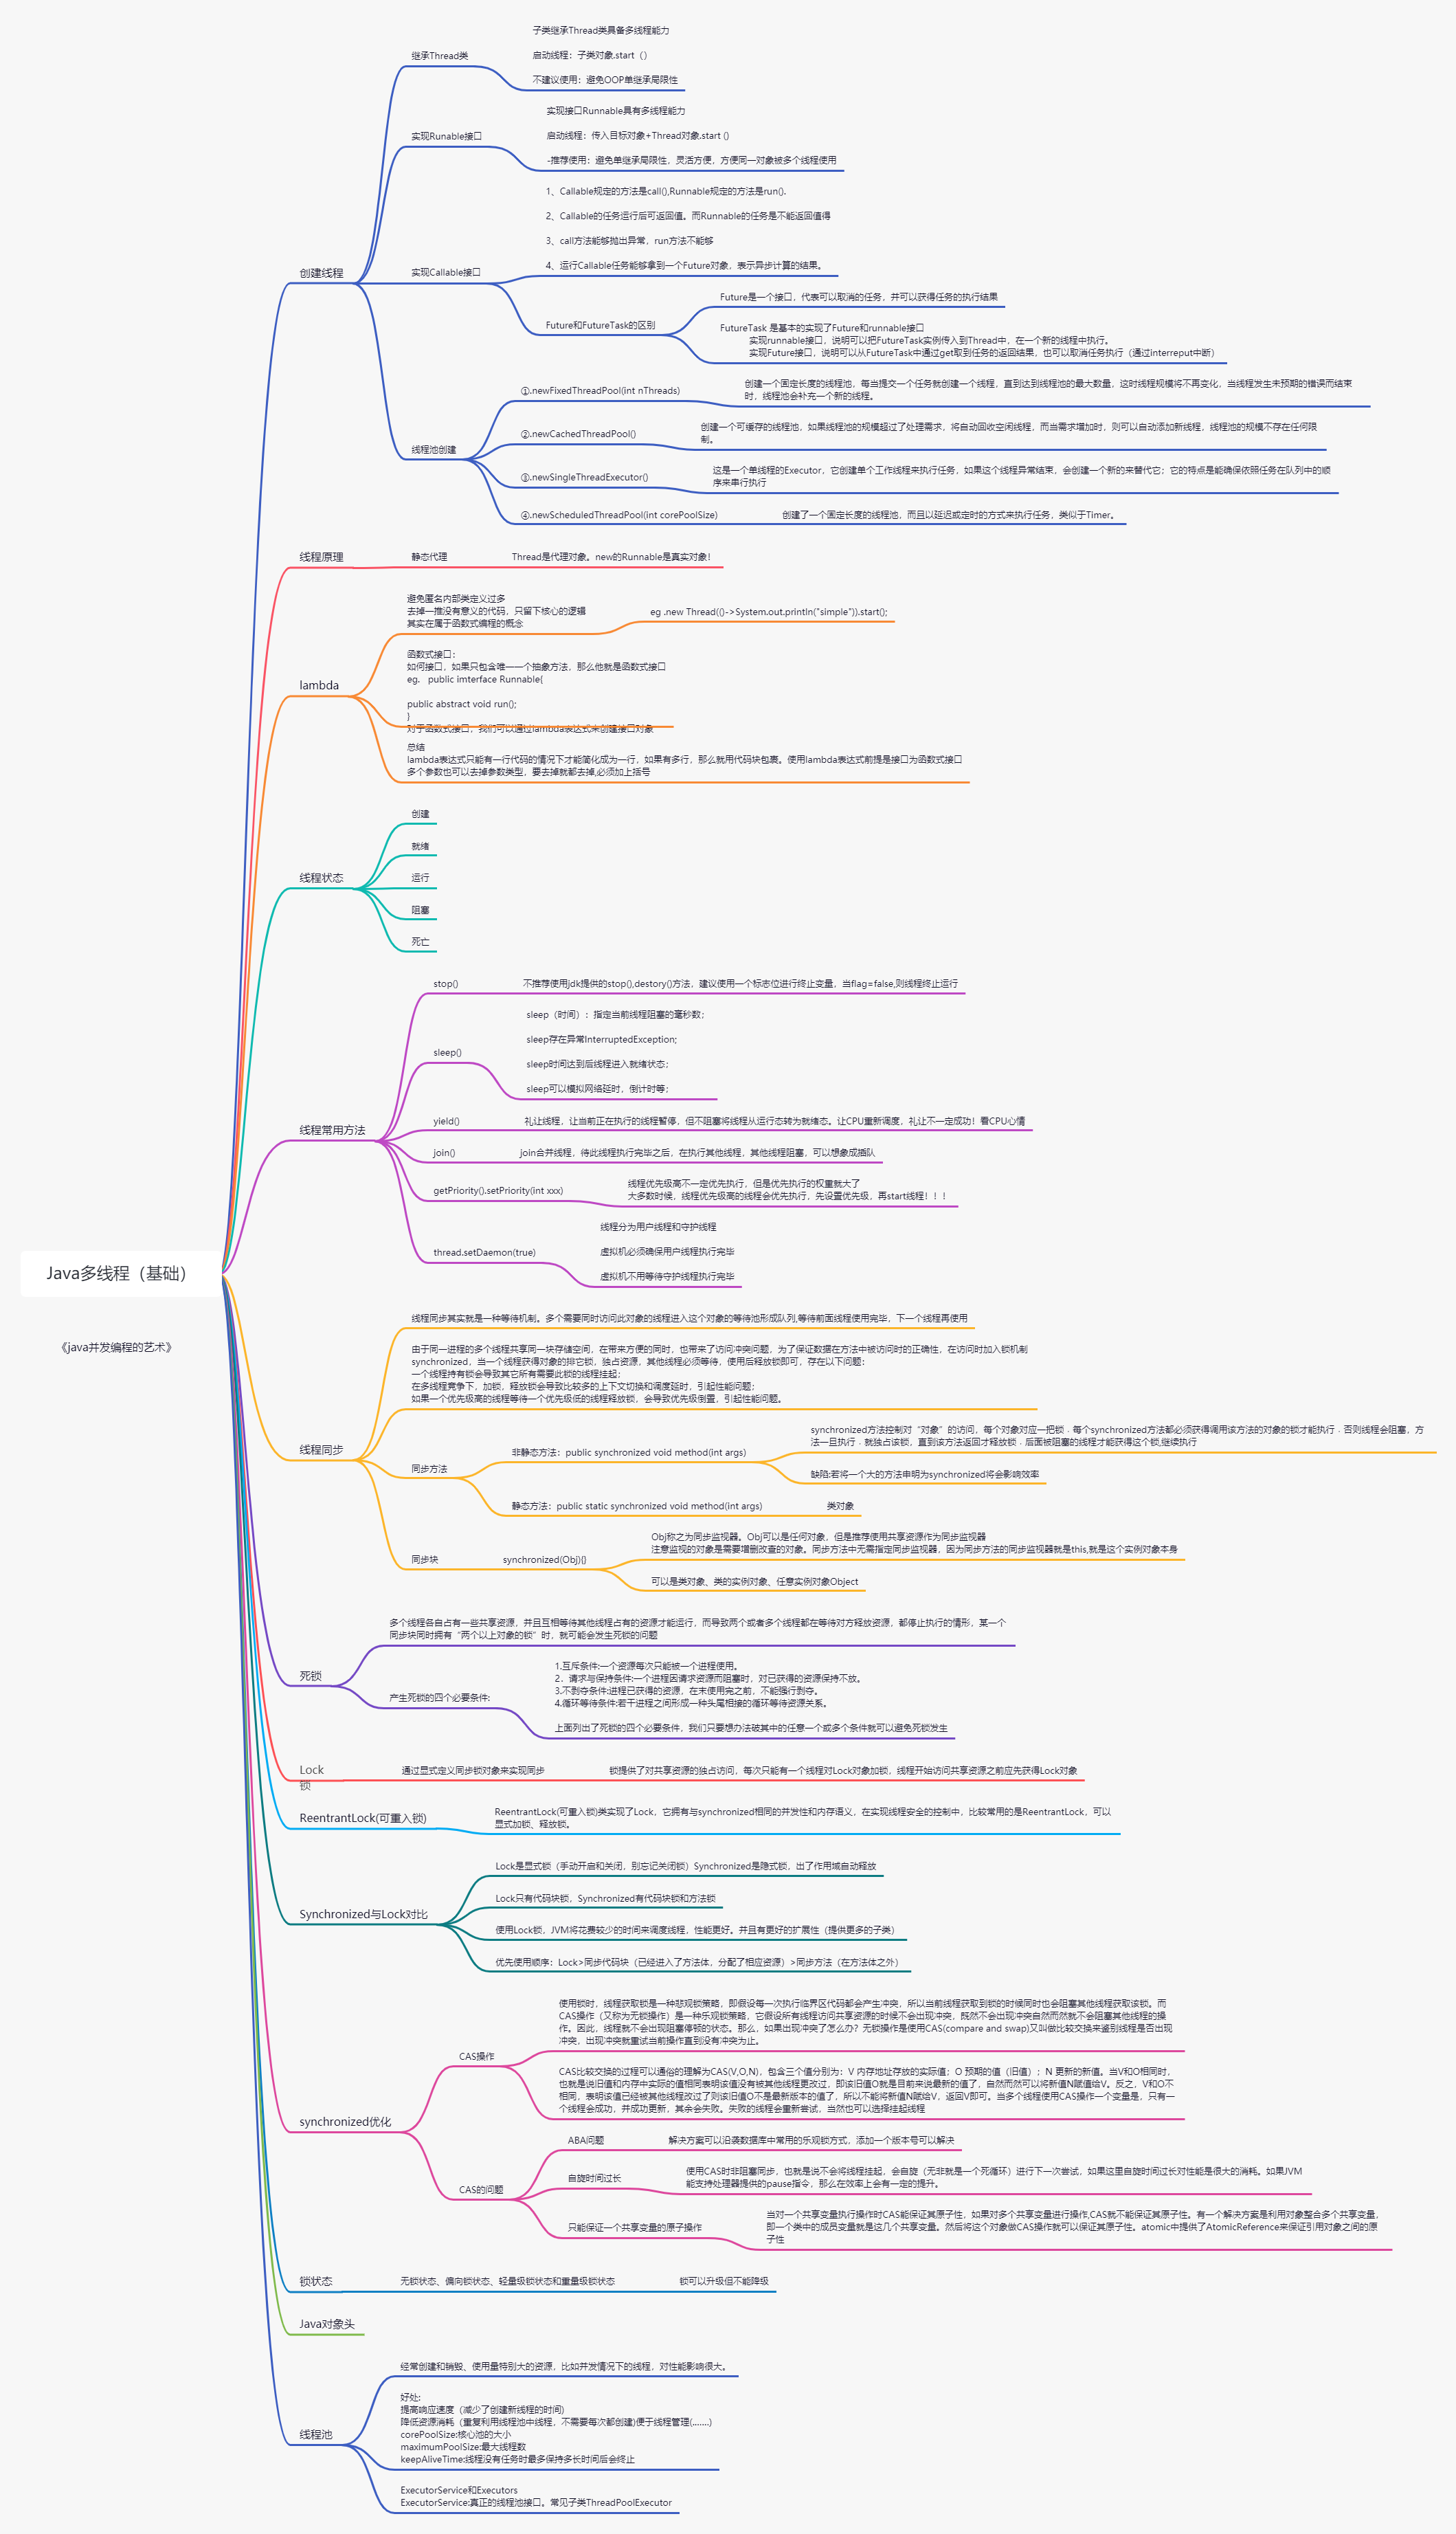 Java多线程（基础）
《java并发编程的艺术》
创建线程
继承Thread类
子类继承Thread类具备多线程能力
启动线程：子类对象.start（）
不建议使用：避免OOP单继承局限性
实现Runable接口
实现接口Runnable具有多线程能力
启动线程：传入目标对象+Thread对象.start ()
-推荐使用：避免单继承局限性，灵活方便，方便同一对象被多个线程使用
实现Callable接口
1、Callable规定的方法是call(),Runnable规定的方法是run().
2、Callable的任务运行后可返回值。而Runnable的任务是不能返回值得
3、call方法能够抛出异常，run方法不能够
4、运行Callable任务能够拿到一个Future对象，表示异步计算的结果。
Future和FutureTask的区别
Future是一个接口，代表可以取消的任务，并可以获得任务的执行结果
FutureTask 是基本的实现了Future和runnable接口
实现runnable接口，说明可以把FutureTask实例传入到Thread中，在一个新的线程中执行。
实现Future接口，说明可以从FutureTask中通过get取到任务的返回结果，也可以取消任务执行（通过interreput中断）
线程池创建
①.newFixedThreadPool(int nThreads)
创建一个固定长度的线程池，每当提交一个任务就创建一个线程，直到达到线程池的最大数量，这时线程规模将不再变化，当线程发生未预期的错误而结束
时，线程池会补充一个新的线程。
②.newCachedThreadPool()
创建一个可缓存的线程池，如果线程池的规模超过了处理需求，将自动回收空闲线程，而当需求增加时，则可以自动添加新线程，线程池的规模不存在任何限
制。
③.newSingleThreadExecutor()
这是一个单线程的Executor，它创建单个工作线程来执行任务，如果这个线程异常结束，会创建一个新的来替代它；它的特点是能确保依照任务在队列中的顺
序来串行执行
④.newScheduledThreadPool(int corePoolSize)
创建了一个固定长度的线程池，而且以延迟或定时的方式来执行任务，类似于Timer。
线程原理
静态代理
Thread是代理对象。new的Runnable是真实对象！
lambda
避免匿名内部类定义过多
去掉一推没有意义的代码，只留下核心的逻辑
其实在属于函数式编程的概念
eg .new Thread(()->System.out.println("simple")).start();
函数式接口：
如何接口，如果只包含唯一一个抽象方法，那么他就是函数式接口
eg. public imterface Runnable{
public abstract void run();
}
对于函数式接口，我们可以通过lambda表达式来创建接口对象
总结
lambda表达式只能有一行代码的情况下才能简化成为一行，如果有多行，那么就用代码块包裹。使用lambda表达式前提是接口为函数式接口
多个参数也可以去掉参数类型，要去掉就都去掉,必须加上括号
线程状态
创建
就绪
运行
阻塞
死亡
线程常用方法
stop()
不推荐使用jdk提供的stop(),destory()方法，建议使用一个标志位进行终止变量，当flag=false,则线程终止运行
sleep()
sleep（时间）：指定当前线程阻塞的毫秒数；
sleep存在异常InterruptedException;
sleep时间达到后线程进入就绪状态；
sleep可以模拟网络延时，倒计时等；
yield()
礼让线程，让当前正在执行的线程暂停，但不阻塞将线程从运行态转为就绪态。让CPU重新调度，礼让不一定成功！看CPU心情
join()
join合并线程，待此线程执行完毕之后，在执行其他线程，其他线程阻塞，可以想象成插队
getPriority().setPriority(int xxx)
线程优先级高不一定优先执行，但是优先执行的权重就大了
大多数时候，线程优先级高的线程会优先执行，先设置优先级，再start线程！！！
thread.setDaemon(true)
线程分为用户线程和守护线程
虚拟机必须确保用户线程执行完毕
虚拟机不用等待守护线程执行完毕
线程同步
线程同步其实就是一种等待机制。多个需要同时访问此对象的线程进入这个对象的等待池形成队列,等待前面线程使用完毕，下一个线程再使用
由于同一进程的多个线程共享同一块存储空间，在带来方便的同时，也带来了访问冲突问题，为了保证数据在方法中被访问时的正确性，在访问时加入锁机制
synchronized，当一个线程获得对象的排它锁，独占资源，其他线程必须等待，使用后释放锁即可，存在以下问题：
一个线程持有锁会导致其它所有需要此锁的线程挂起；
在多线程竞争下，加锁，释放锁会导致比较多的上下文切换和调度延时，引起性能问题；
如果一个优先级高的线程等待一个优先级低的线程释放锁，会导致优先级倒置，引起性能问题。
同步方法
非静态方法：public synchronized void method(int args)
synchronized方法控制对“对象”的访问，每个对象对应一把锁﹒每个synchronized方法都必须获得调用该方法的对象的锁才能执行﹒否则线程会阻塞，方
法一旦执行﹒就独占该锁，直到该方法返回才释放锁﹒后面被阻塞的线程才能获得这个锁,继续执行
缺陷:若将一个大的方法申明为synchronized将会影响效率
静态方法：public static synchronized void method(int args)
类对象
同步块
synchronized(Obj){}
Obj称之为同步监视器。Obj可以是任何对象，但是推荐使用共享资源作为同步监视器
注意监视的对象是需要增删改查的对象。同步方法中无需指定同步监视器，因为同步方法的同步监视器就是this,就是这个实例对象本身
可以是类对象、类的实例对象、任意实例对象Object
死锁
多个线程各自占有一些共享资源，并且互相等待其他线程占有的资源才能运行，而导致两个或者多个线程都在等待对方释放资源，都停止执行的情形，某一个
同步块同时拥有“两个以上对象的锁”时，就可能会发生死锁的问题
产生死锁的四个必要条件:
1.互斥条件:一个资源每次只能被一个进程使用。
2．请求与保持条件:一个进程因请求资源而阻塞时，对已获得的资源保持不放。
3.不剥夺条件:进程已获得的资源，在末使用完之前，不能强行剥夺。
4.循环等待条件:若干进程之间形成一种头尾相接的循环等待资源关系。
上面列出了死锁的四个必要条件，我们只要想办法破其中的任意一个或多个条件就可以避免死锁发生
Lock
锁
通过显式定义同步锁对象来实现同步
锁提供了对共享资源的独占访问，每次只能有一个线程对Lock对象加锁，线程开始访问共享资源之前应先获得Lock对象
ReentrantLock(可重入锁)
ReentrantLock(可重入锁)类实现了Lock，它拥有与synchronized相同的并发性和内存语义，在实现线程安全的控制中，比较常用的是ReentrantLock，可以
显式加锁、释放锁。
Synchronized与Lock对比
Lock是显式锁（手动开启和关闭，别忘记关闭锁）Synchronized是隐式锁，出了作用域自动释放
Lock只有代码块锁，Synchronized有代码块锁和方法锁
使用Lock锁，JVM将花费较少的时间来调度线程，性能更好。并且有更好的扩展性（提供更多的子类）
优先使用顺序：Lock>同步代码块（已经进入了方法体，分配了相应资源）>同步方法（在方法体之外）
synchronized优化
CAS操作
使用锁时，线程获取锁是一种悲观锁策略，即假设每一次执行临界区代码都会产生冲突，所以当前线程获取到锁的时候同时也会阻塞其他线程获取该锁。而
CAS操作（又称为无锁操作）是一种乐观锁策略，它假设所有线程访问共享资源的时候不会出现冲突，既然不会出现冲突自然而然就不会阻塞其他线程的操
作。因此，线程就不会出现阻塞停顿的状态。那么，如果出现冲突了怎么办？无锁操作是使用CAS(compare and swap)又叫做比较交换来鉴别线程是否出现
冲突，出现冲突就重试当前操作直到没有冲突为止。
CAS比较交换的过程可以通俗的理解为CAS(V,O,N)，包含三个值分别为：V 内存地址存放的实际值；O 预期的值（旧值）；N 更新的新值。当V和O相同时，
也就是说旧值和内存中实际的值相同表明该值没有被其他线程更改过，即该旧值O就是目前来说最新的值了，自然而然可以将新值N赋值给V。反之，V和O不
相同，表明该值已经被其他线程改过了则该旧值O不是最新版本的值了，所以不能将新值N赋给V，返回V即可。当多个线程使用CAS操作一个变量是，只有一
个线程会成功，并成功更新，其余会失败。失败的线程会重新尝试，当然也可以选择挂起线程
CAS的问题
ABA问题
解决方案可以沿袭数据库中常用的乐观锁方式，添加一个版本号可以解决
自旋时间过长
使用CAS时非阻塞同步，也就是说不会将线程挂起，会自旋（无非就是一个死循环）进行下一次尝试，如果这里自旋时间过长对性能是很大的消耗。如果JVM
能支持处理器提供的pause指令，那么在效率上会有一定的提升。
只能保证一个共享变量的原子操作
当对一个共享变量执行操作时CAS能保证其原子性，如果对多个共享变量进行操作,CAS就不能保证其原子性。有一个解决方案是利用对象整合多个共享变量，
即一个类中的成员变量就是这几个共享变量。然后将这个对象做CAS操作就可以保证其原子性。atomic中提供了AtomicReference来保证引用对象之间的原
子性
锁状态
无锁状态、偏向锁状态、轻量级锁状态和重量级锁状态
锁可以升级但不能降级
Java对象头
线程池
经常创建和销毁、使用量特别大的资源，比如并发情况下的线程，对性能影响很大。
好处:
提高响应速度（减少了创建新线程的时间)
降低资源消耗（重复利用线程池中线程，不需要每次都创建)便于线程管理(.......)
corePoolSize:核心池的大小
maximumPoolSize:最大线程数
keepAliveTime:线程没有任务时最多保持多长时间后会终止
ExecutorService和Executors
ExecutorService:真正的线程池接口。常见子类ThreadPoolExecutor